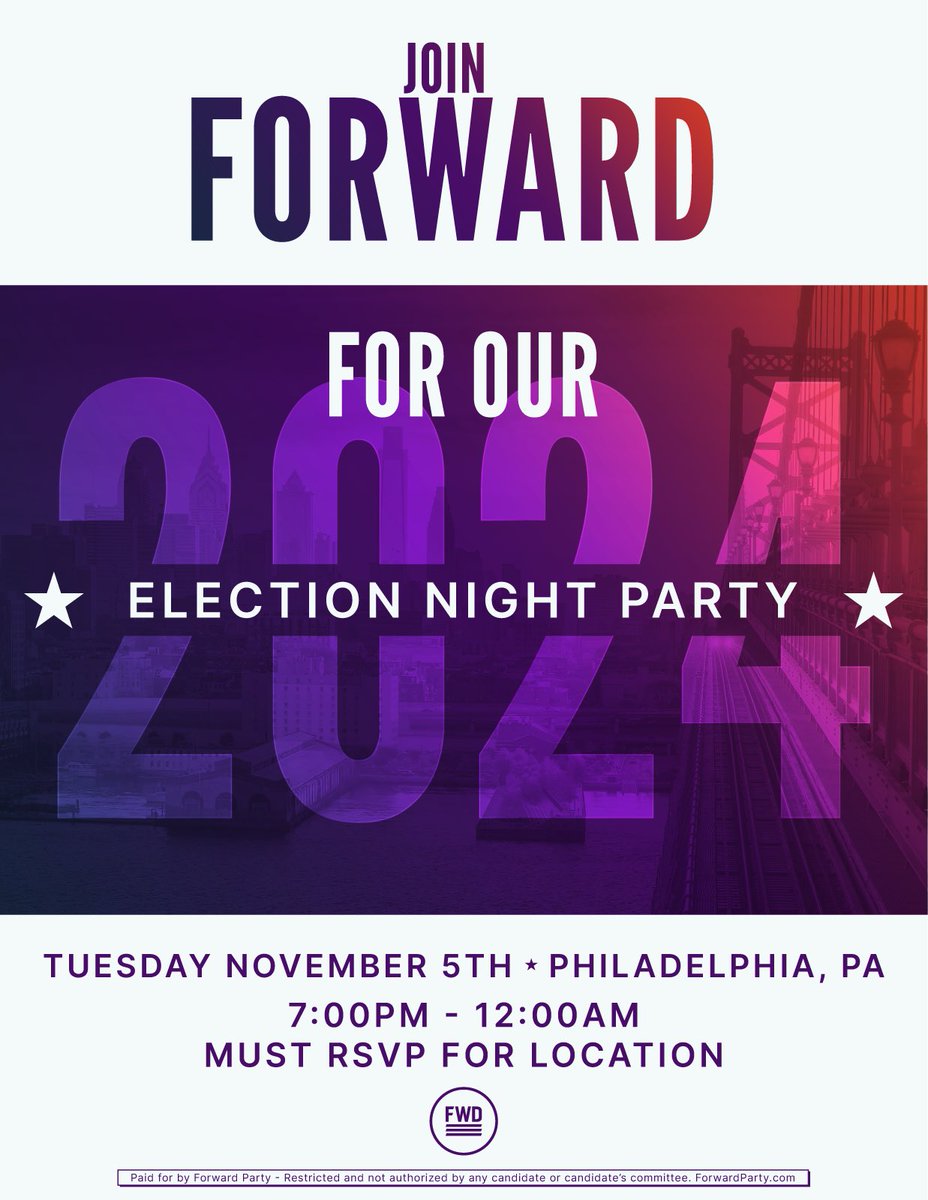 JOIN
FORWARD
FOR OUR
2024
ELECTION NIGHT PARTY
TUESDAY NOVEMBER 5TH ★ PHILADELPHIA, PA
7:00PM - 12:00AM
MUST RSVP FOR LOCATION
FWD
Paid for by Forward Party - Restricted and not authorized by any candidate or candidate's committee. ForwardParty.com